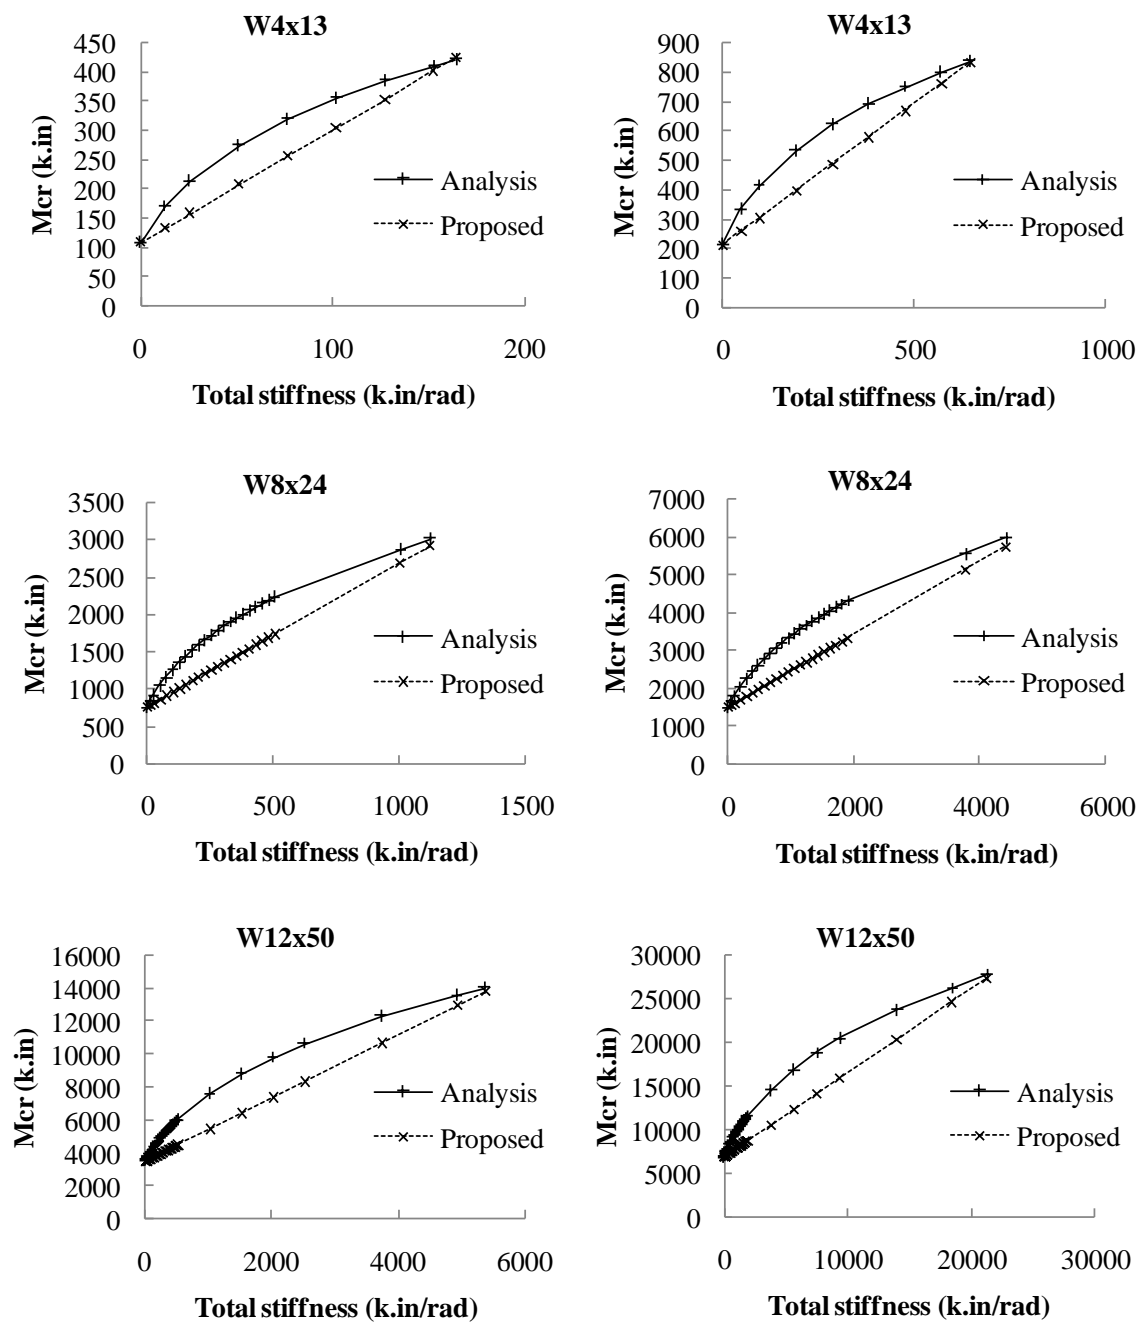 W4x13
450
400
350
300
250
200
150
100
50
0
Mcr (k.in)
Analysis
Proposed
0 100 200
Total stiffness (k.in/rad)
W4x13
900
800
700
600
500
400
300
200
100
0
Mcr (k.in)
Analysis
Proposed
0 500 1000
Total stiffness (k.in/rad)
W8x24
3500
3000
2500
2000
1500
1000
500
0
Mcr (k.in)
Analysis
Proposed
0 500 1000 1500
Total stiffness (k.in/rad)
W8x24
7000
6000
5000
4000
3000
2000
1000
0
Mcr (k.in)
Analysis
Proposed
0 2000 4000 6000
Total stiffness (k.in/rad)
W12x50
16000
14000
12000
10000
8000
6000
4000
2000
0
Mcr (k.in)
Analysis
Proposed
0 2000 4000 6000
Total stiffness (k.in/rad)
W12x50
30000
25000
20000
15000
10000
5000
0
Mcr (k.in)
Analysis
Proposed
0 10000 20000 30000
Total stiffness (k.in/rad)